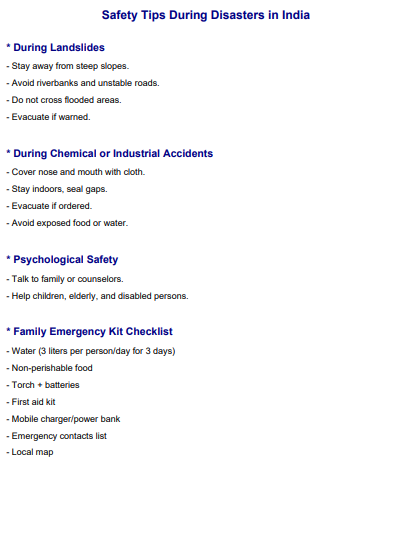 Safety Tips During Disasters in India
* During Landslides
- Stay away from steep slopes.
- Avoid riverbanks and unstable roads.
- Do not cross flooded areas.
- Evacuate if warned.
* During Chemical or Industrial Accidents
- Cover nose and mouth with cloth.
- Stay indoors, seal gaps.
- Evacuate if ordered.
- Avoid exposed food or water.
* Psychological Safety
- Talk to family or counselors.
- Help children, elderly, and disabled persons.
* Family Emergency Kit Checklist
- Water (3 liters per person/day for 3 days)
- Non-perishable food
- Torch + batteries
- First aid kit
- Mobile charger/power bank
- Emergency contacts list
- Local map